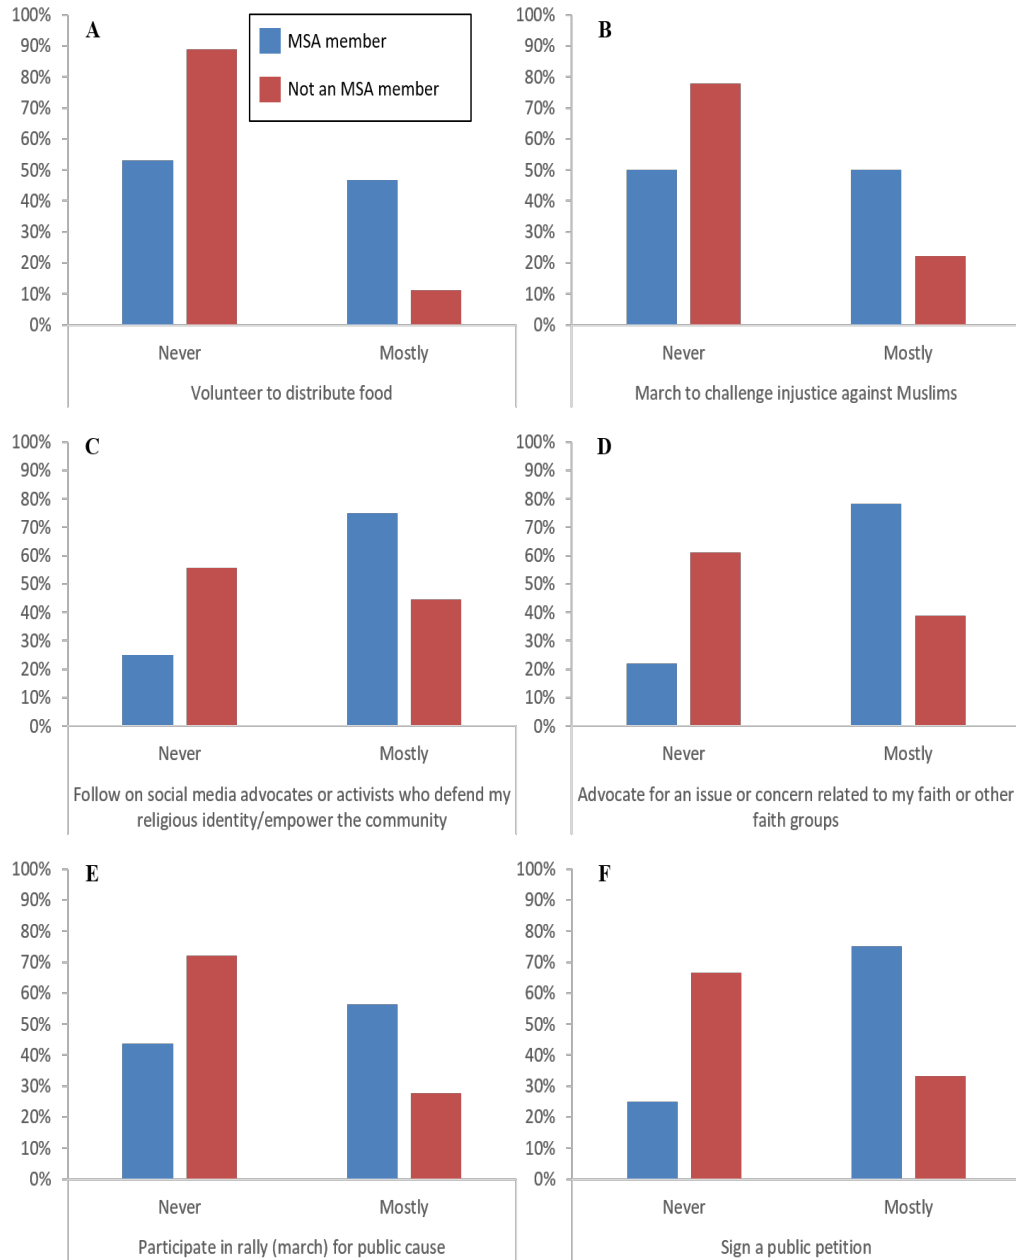 A
MSA member
Not an MSA member
100%
90%
80%
70%
60%
50%
40%
30%
20%
10%
0%
Never
Mostly
Volunteer to distribute food
B
100%
90%
80%
70%
60%
50%
40%
30%
20%
10%
0%
Never
Mostly
March to challenge injustice against Muslims
C
100%
90%
80%
70%
60%
50%
40%
30%
20%
10%
0%
Never
Mostly
Follow on social media advocates or activists who defend my
religious identity/empower the community
D
100%
90%
80%
70%
60%
50%
40%
30%
20%
10%
0%
Never
Mostly
Advocate for an issue or concern related to my faith or other
faith groups
E
100%
90%
80%
70%
60%
50%
40%
30%
20%
10%
0%
Never
Mostly
Participate in rally (march) for public cause
F
100%
90%
80%
70%
60%
50%
40%
30%
20%
10%
0%
Never
Mostly
Sign a public petition